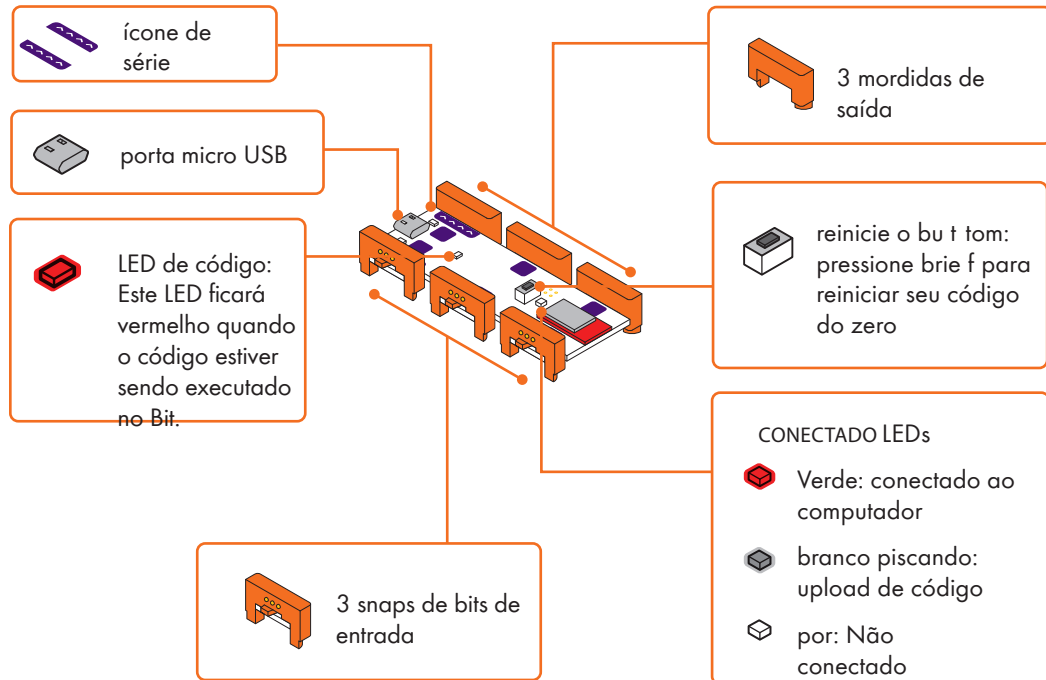 ícone de
série
3 mordidas de
saída
porta micro USB
LED de código:
Este LED ficará
vermelho quando
o código estiver
sendo executado
no Bit.
reinicie o bu t tom:
pressione brie f para
reiniciar seu código
do zero
CONECTADO LEDs
Verde: conectado ao
computador
branco piscando:
upload de código
por: Não
conectado
3 snaps de bits de
entrada